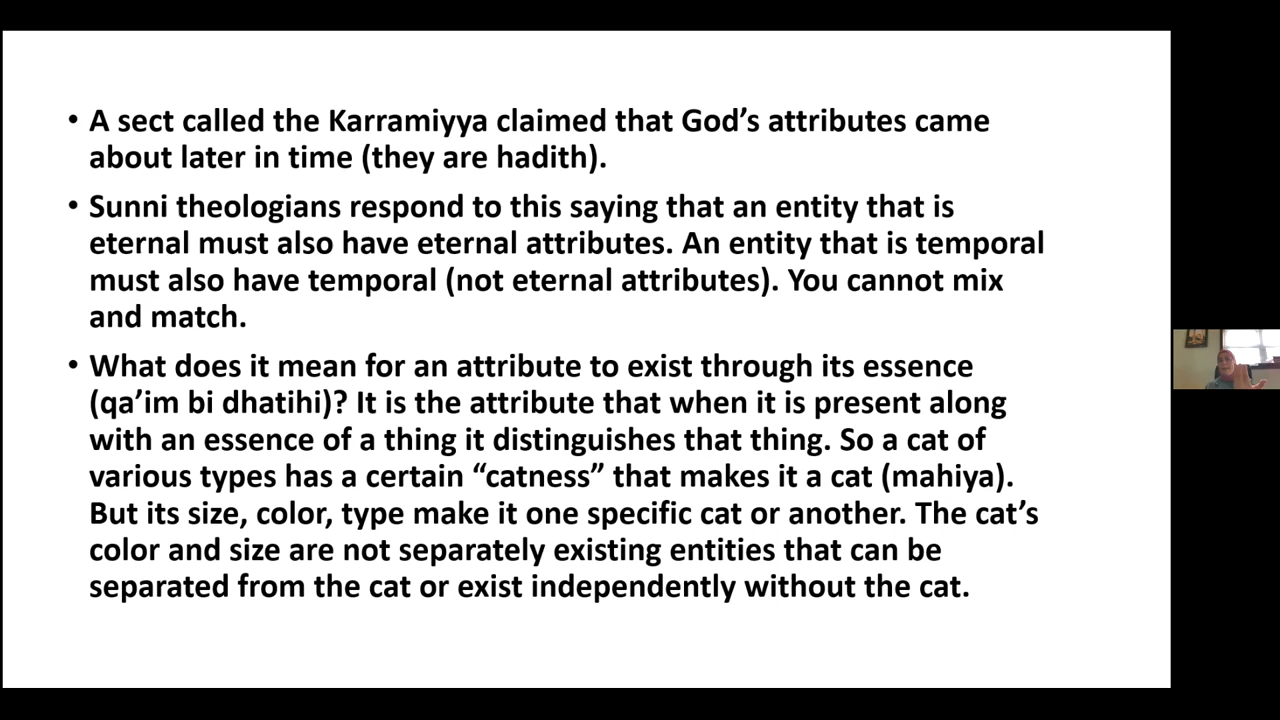 • A sect called the Karramiyya claimed that God’s attributes came
about later in time (they are hadith).
• Sunni theologians respond to this saying that an entity that is
eternal must also have eternal attributes. An entity that is temporal
must also have temporal (not eternal attributes). You cannot mix
and match.
• What does it mean for an attribute to exist through its essence
(qa’im bi dhatihi)? It is the attribute that when it is present along
with an essence of a thing it distinguishes that thing. So a cat of
various types has a certain “catness” that makes it a cat (mahiya).
But its size, color, type make it one specific cat or another. The cat’s
color and size are not separately existing entities that can be
separated from the cat or exist independently without the cat.